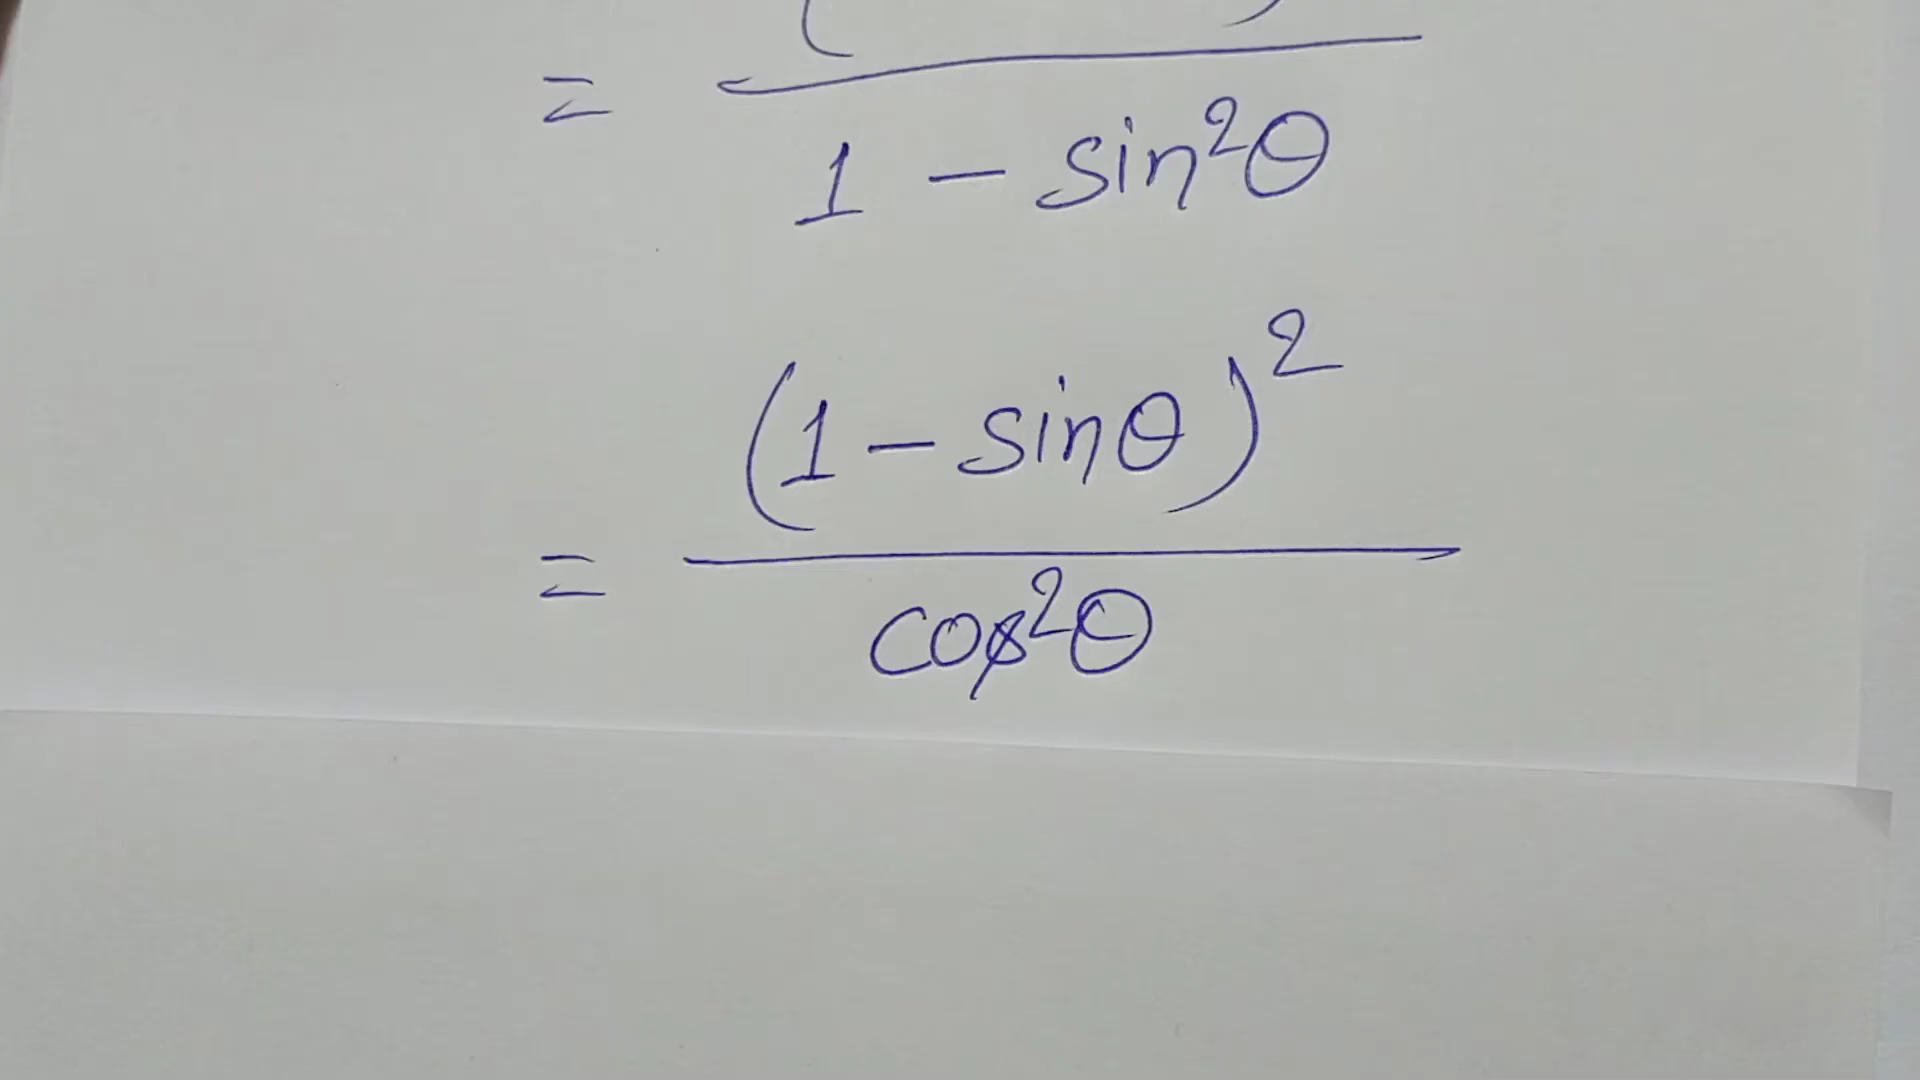 =
1 - sin²θ
(1 - sinθ)²
=
cos²θ